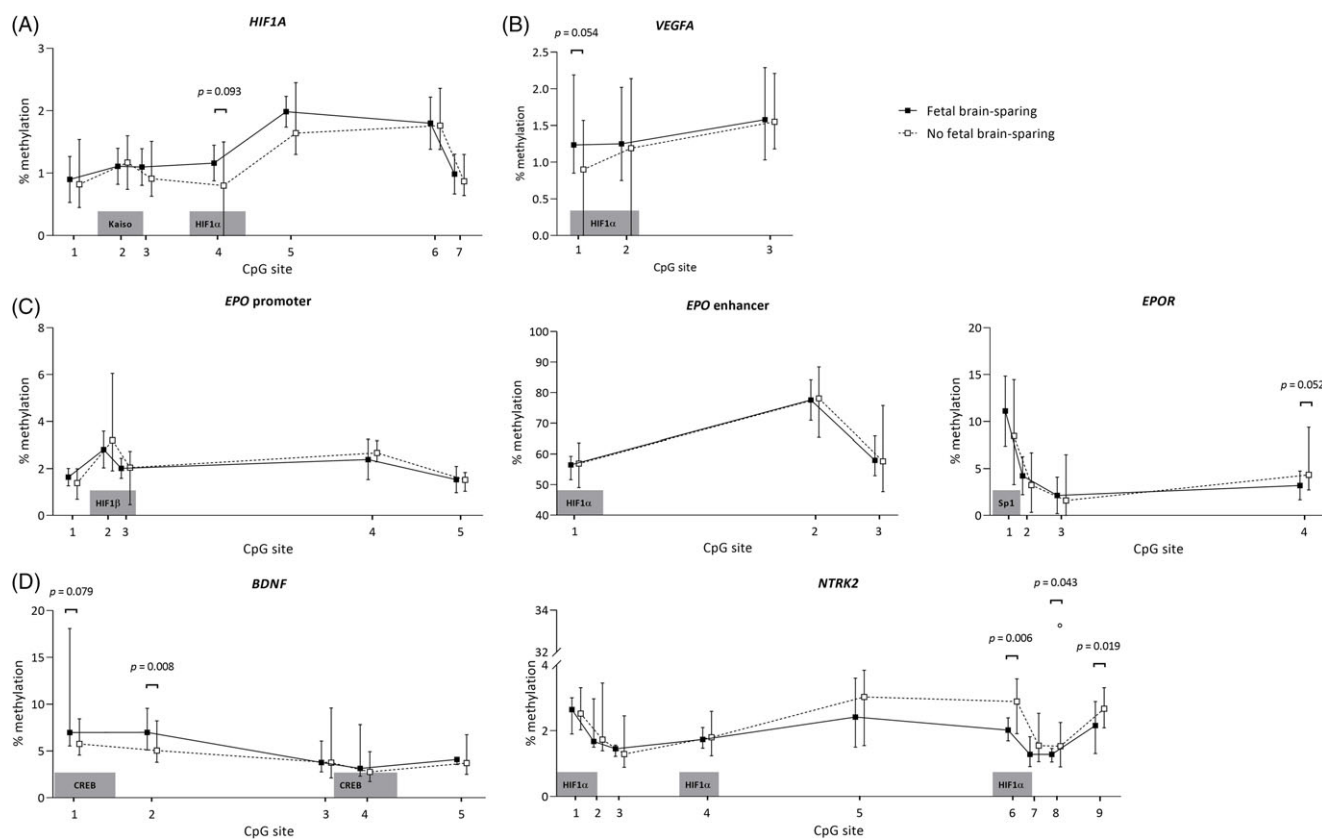 (A)
HIF1A
p = 0.093
% methylation
3
2
1
0
Kaiso
HIF1α
1 2 3 4 5 6 7
CpG site
(B)
VEGFA
p = 0.054
% methylation
2.5
2.0
1.5
1.0
0.5
0.0
HIF1α
1 2 3
CpG site
Fetal brain-sparing
No fetal brain-sparing
(C)
EPO promoter
% methylation
8
6
4
2
0
HIF1β
1 2 3 4 5
CpG site
EPO enhancer
% methylation
100
90
80
70
60
50
40
HIF1α
1 2 3
CpG site
EPOR
p = 0.052
% methylation
20
15
10
5
0
Sp1
1 2 3 4
CpG site
(D)
BDNF
p = 0.079
p = 0.008
% methylation
20
15
10
5
0
CREB
CREB
1 2 3 4 5
CpG site
NTRK2
p = 0.043
p = 0.006
p = 0.019
% methylation
34
32
4
2
0
HIF1α
HIF1α
HIF1α
1 2 3 4 5 6 7 8 9
CpG site